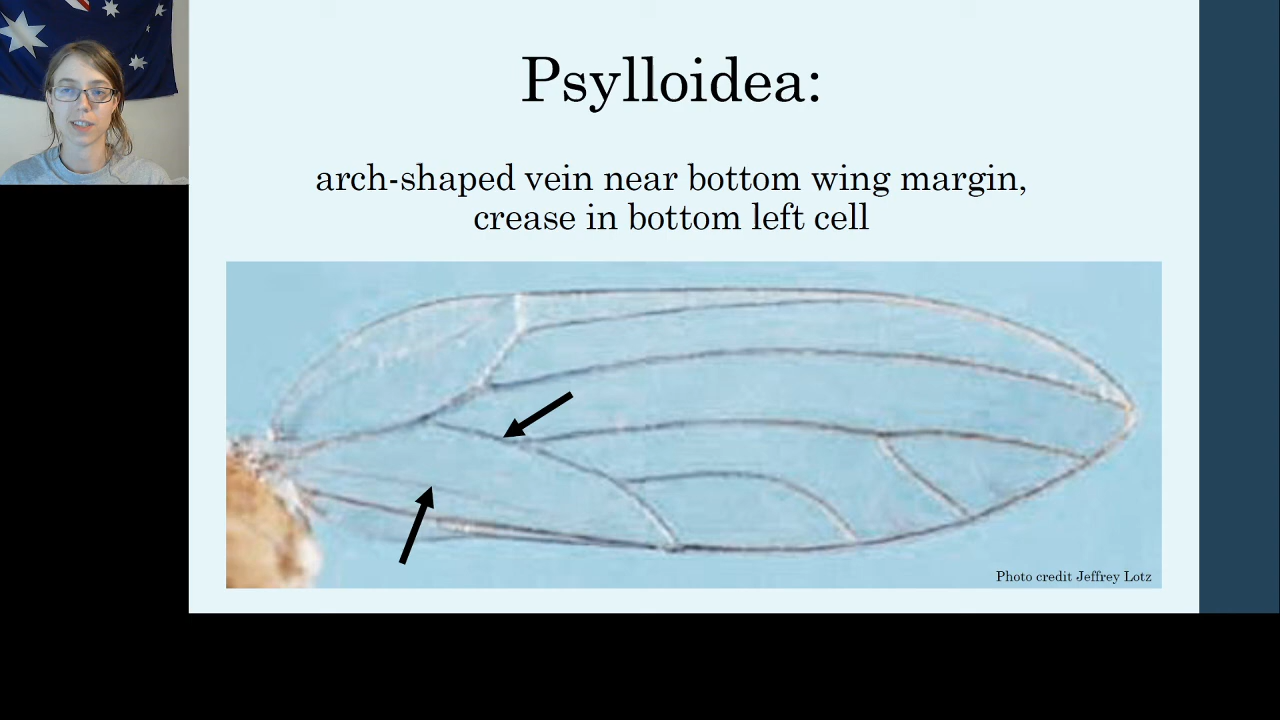 Psylloidea:
arch-shaped vein near bottom wing margin,
crease in bottom left cell
Photo credit Jeffrey Lotz